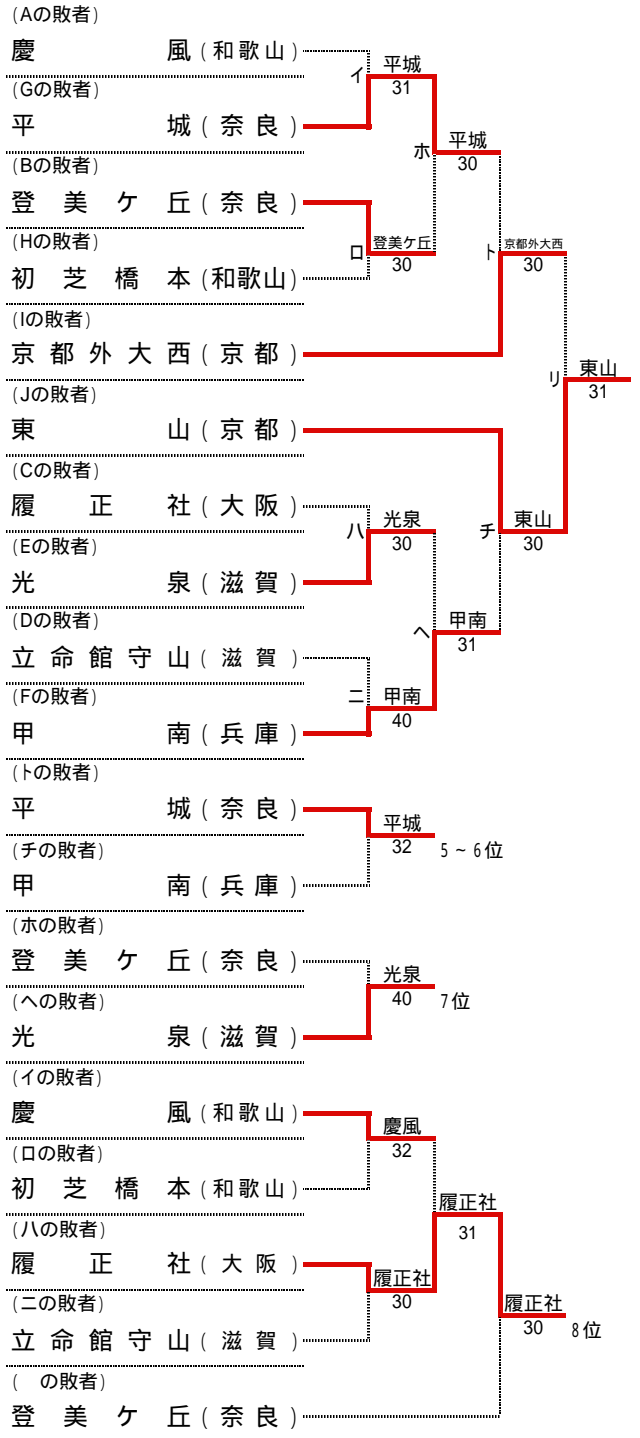 (Aの敗者)
慶風(和歌山)
イ 平城
31
(Gの敗者)
平城(奈良)
ホ 平城
30
(Bの敗者)
登美ケ丘(奈良)
ロ 登美ケ丘
30
ト 京都外大西
30
(Hの敗者)
初芝橋本(和歌山)
(Iの敗者)
京都外大西(京都)
リ 東山
31
(Jの敗者)
東山(京都)
(Cの敗者)
履正社(大阪)
ハ 光泉
30
チ 東山
30
(Eの敗者)
光泉(滋賀)
(Dの敗者)
ヘ 甲南
31
立命館守山(滋賀)
(Fの敗者)
ニ 甲南
40
甲南(兵庫)
(トの敗者)
平城(奈良)
平城
32 5~6位
(チの敗者)
甲南(兵庫)
(ホの敗者)
登美ケ丘(奈良)
光泉
40 7位
(ヘの敗者)
光泉(滋賀)
(イの敗者)
慶風(和歌山)
慶風
32
(ロの敗者)
初芝橋本(和歌山)
履正社
31
(ハの敗者)
履正社(大阪)
履正社
30
(ニの敗者)
履正社
30 8位
立命館守山(滋賀)
( の敗者)
登美ケ丘(奈良)